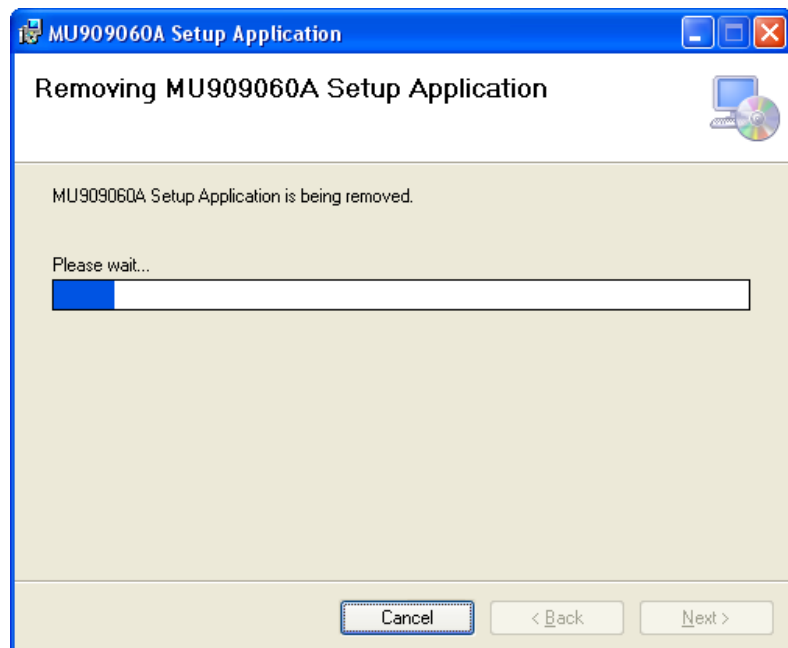 MU909060A Setup Application
Removing MU909060A Setup Application
MU909060A Setup Application is being removed.
Please wait...
Cancel
< Back
Next >